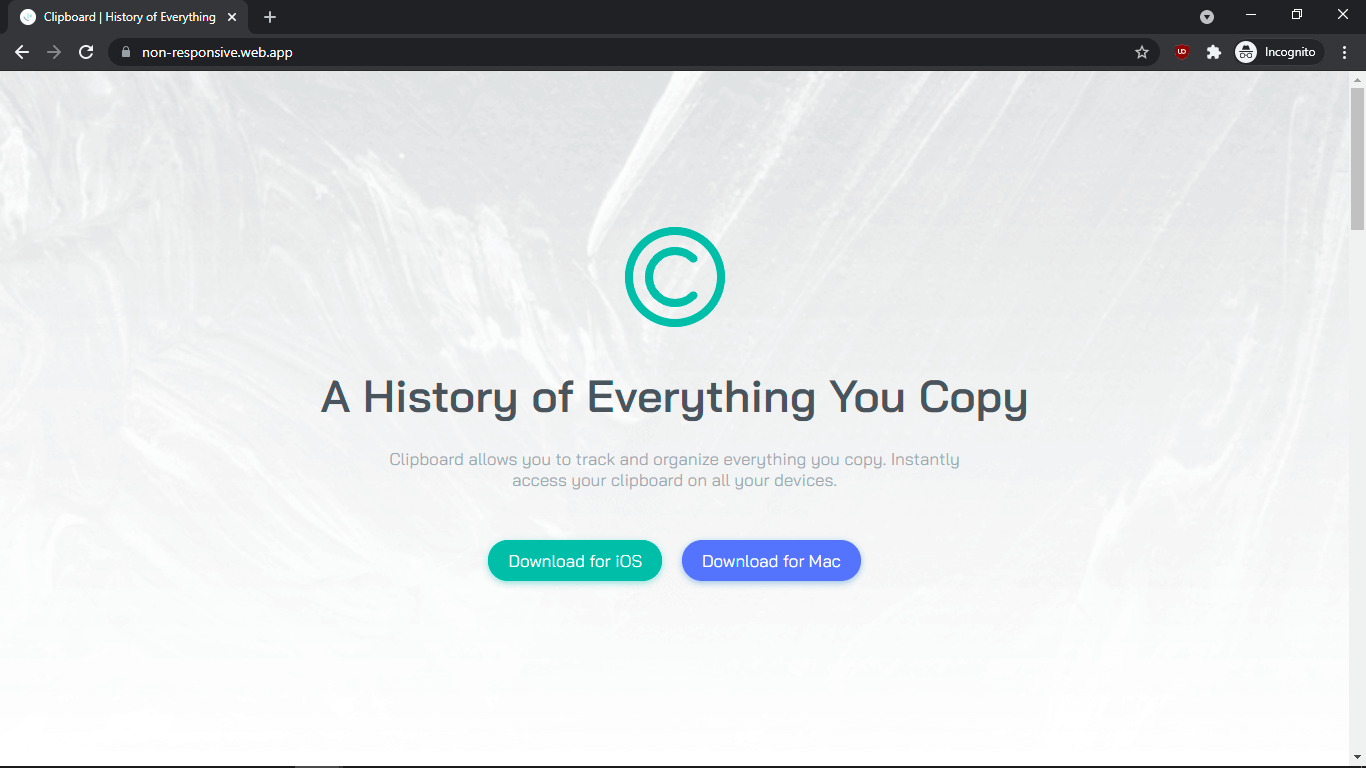 Clipboard | History of Everything
non-responsive.web.app
UD
Incognito
C
A History of Everything You Copy
Clipboard allows you to track and organize everything you copy. Instantly
access your clipboard on all your devices.
Download for iOS
Download for Mac